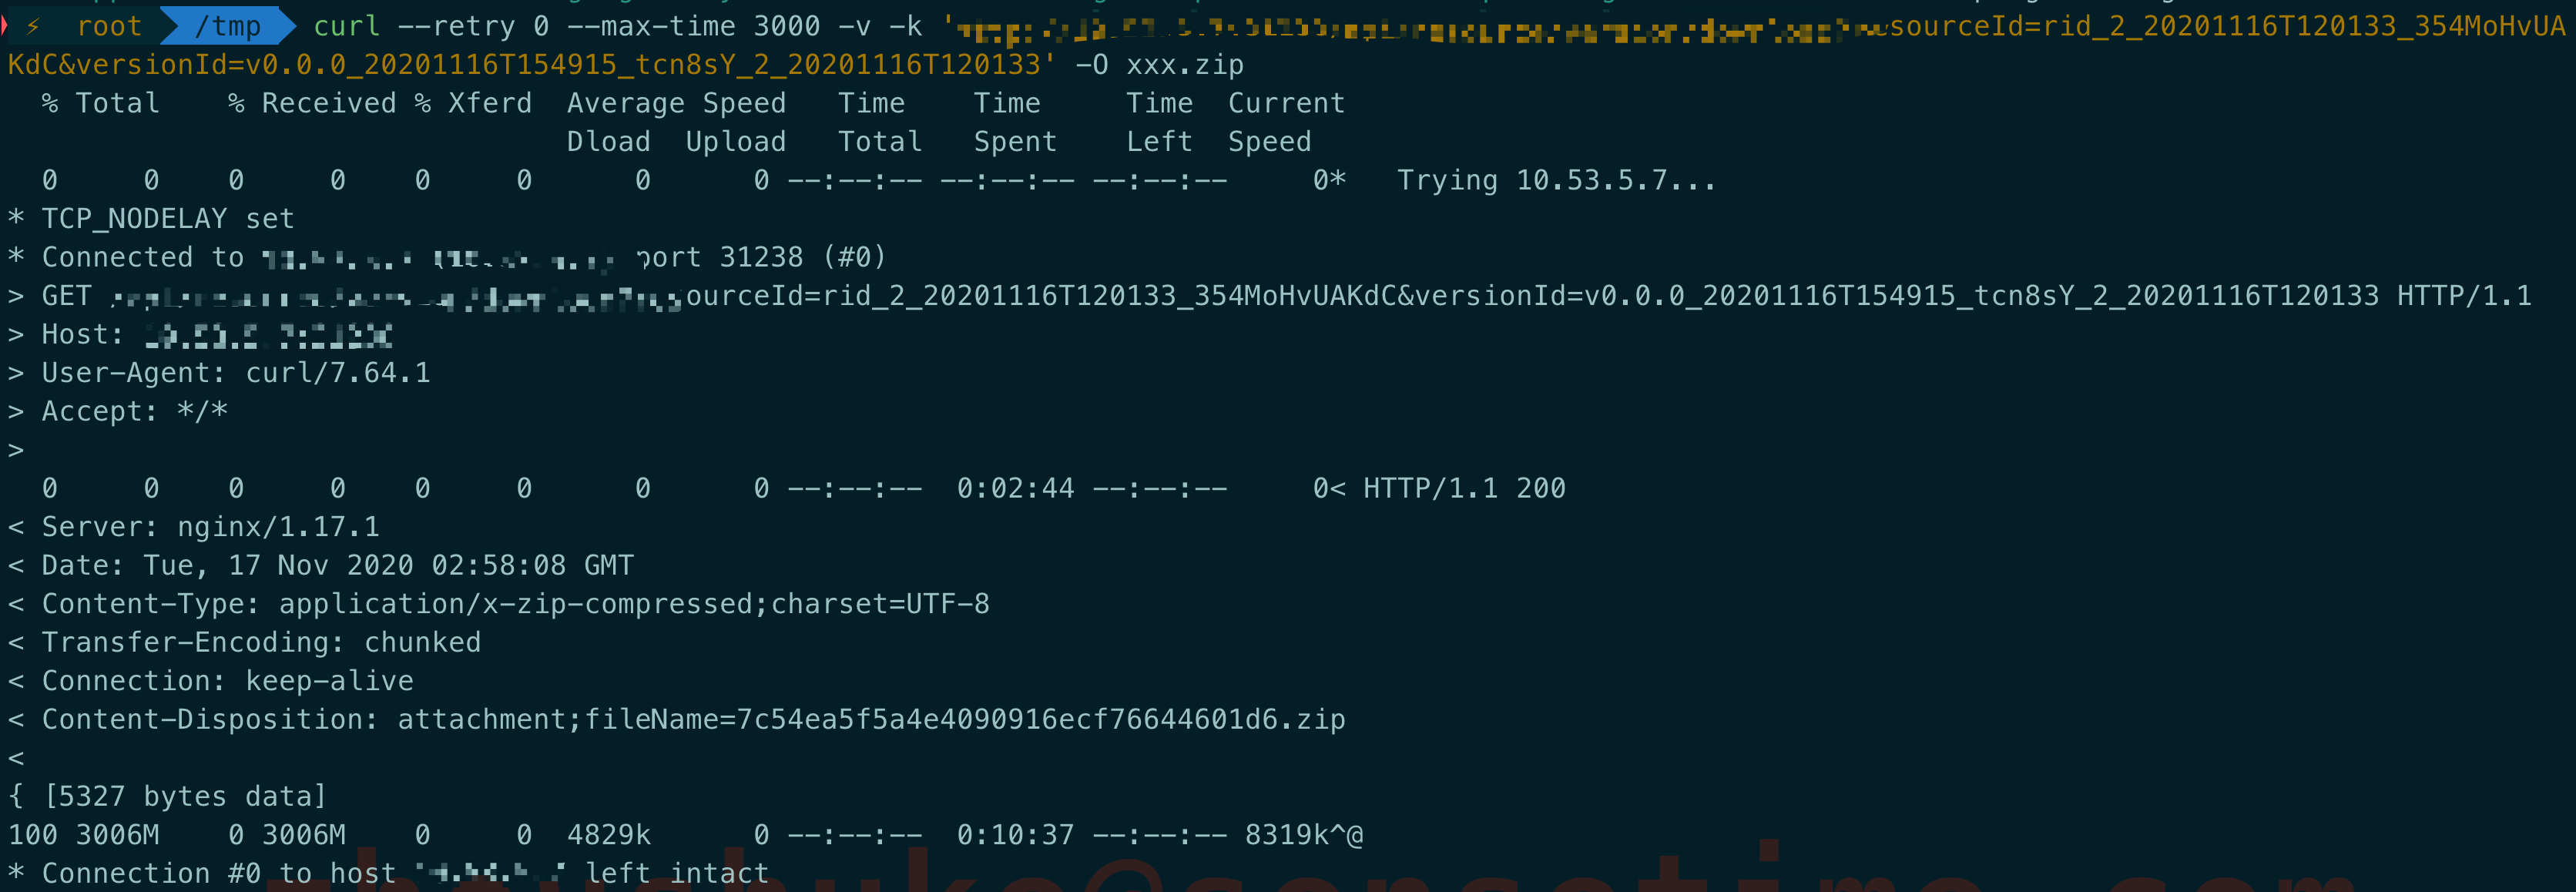 ⚡ root /tmp curl --retry 0 --max-time 3000 -v -k ' sourceId=rid_2_20201116T120133_354MoHvUA
KdC&versionId=v0.0.0_20201116T154915_tcn8sY_2_20201116T120133' -O xxx.zip
% Total % Received % Xferd Average Speed Time Time Time Current
Dload Upload Total Spent Left Speed
0 0 0 0 0 0 0 0 --:--:-- --:--:-- --:--:-- 0* Trying 10.53.5.7...
* TCP_NODELAY set
* Connected to port 31238 (#0)
> GET ourceId=rid_2_20201116T120133_354MoHvUAKdC&versionId=v0.0.0_20201116T154915_tcn8sY_2_20201116T120133 HTTP/1.1
> Host:
> User-Agent: curl/7.64.1
> Accept: */*
>
0 0 0 0 0 0 0 0 --:--:-- 0:02:44 --:--:-- 0< HTTP/1.1 200
< Server: nginx/1.17.1
< Date: Tue, 17 Nov 2020 02:58:08 GMT
< Content-Type: application/x-zip-compressed;charset=UTF-8
< Transfer-Encoding: chunked
< Connection: keep-alive
< Content-Disposition: attachment;fileName=7c54ea5f5a4e4090916ecf76644601d6.zip
<
{ [5327 bytes data]
100 3006M 0 3006M 0 0 4829k 0 --:--:-- 0:10:37 --:--:-- 8319k^@
* Connection #0 to host left intact